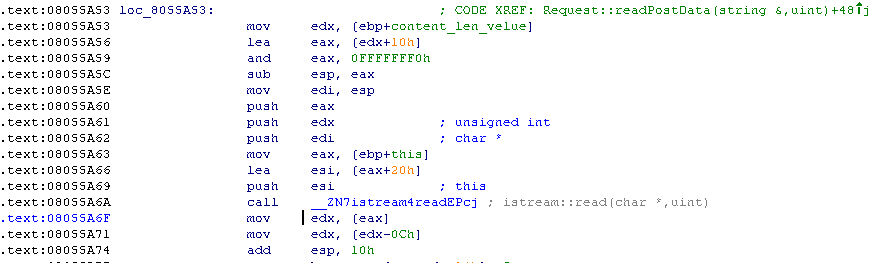 .text:08055A53 loc_8055A53: ; CODE XREF: Request::readPostData(string &,uint)+48↑j
.text:08055A53 mov edx, [ebp+content_len_velue]
.text:08055A56 lea eax, [edx+10h]
.text:08055A59 and eax, 0FFFFFFF0h
.text:08055A5C sub esp, eax
.text:08055A5E mov edi, esp
.text:08055A60 push eax
.text:08055A61 push edx ; unsigned int
.text:08055A62 push edi ; char *
.text:08055A63 mov eax, [ebp+this]
.text:08055A66 lea esi, [eax+20h]
.text:08055A69 push esi ; this
.text:08055A6A call __ZN7istream4readEPcj ; istream::read(char *,uint)
.text:08055A6F mov edx, [eax]
.text:08055A71 mov edx, [edx-0Ch]
.text:08055A74 add esp, 10h